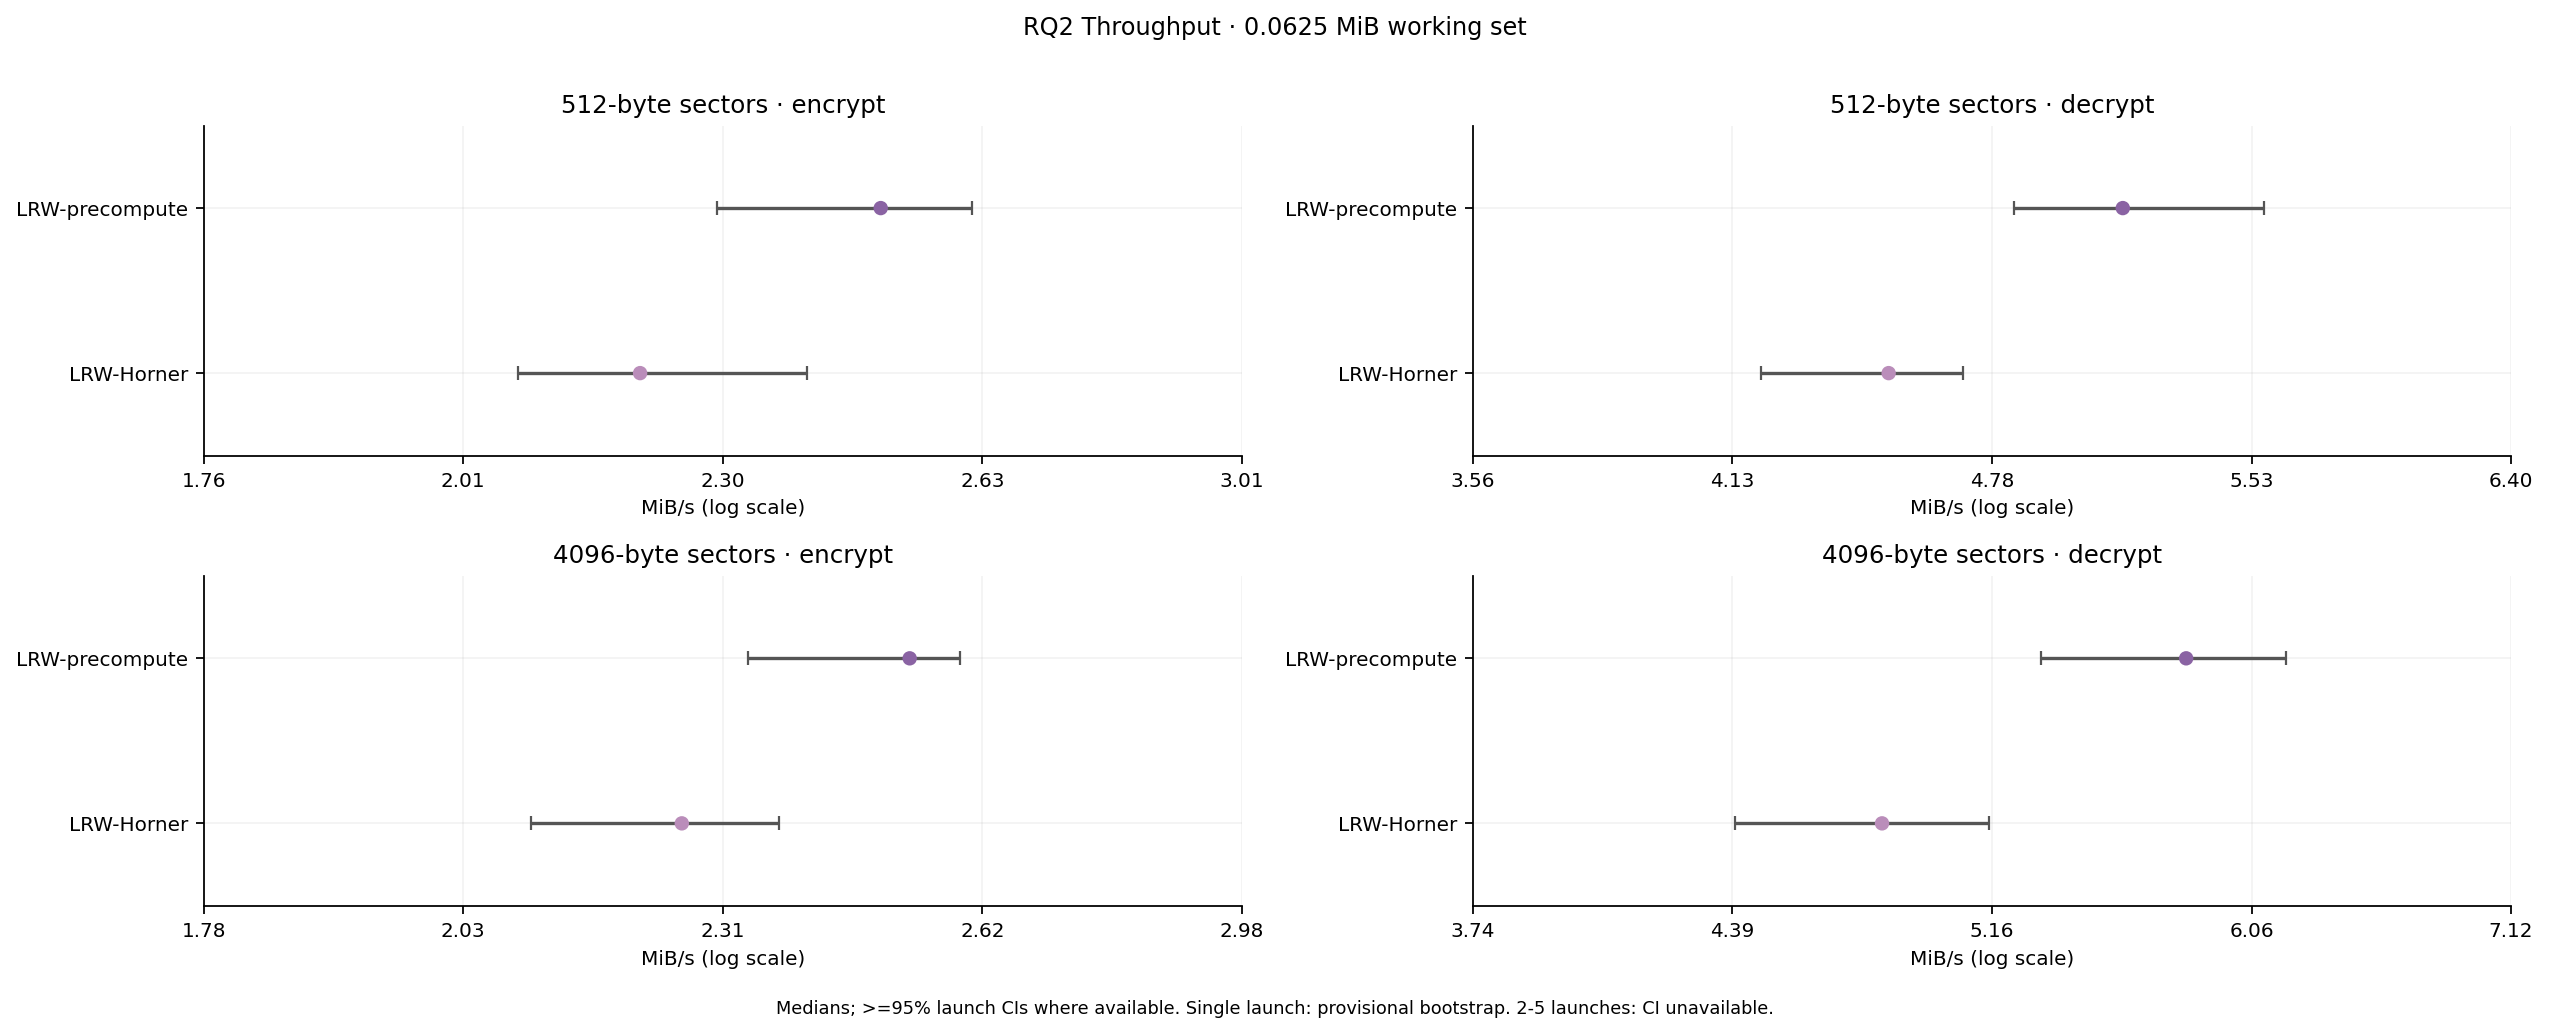 RQ2 Throughput · 0.0625 MiB working set
512-byte sectors · encrypt
LRW-precompute
LRW-Horner
1.76 2.01 2.30 2.63 3.01
MiB/s (log scale)
512-byte sectors · decrypt
LRW-precompute
LRW-Horner
3.56 4.13 4.78 5.53 6.40
MiB/s (log scale)
4096-byte sectors · encrypt
LRW-precompute
LRW-Horner
1.78 2.03 2.31 2.62 2.98
MiB/s (log scale)
4096-byte sectors · decrypt
LRW-precompute
LRW-Horner
3.74 4.39 5.16 6.06 7.12
MiB/s (log scale)
Medians; >=95% launch CIs where available. Single launch: provisional bootstrap. 2-5 launches: CI unavailable.